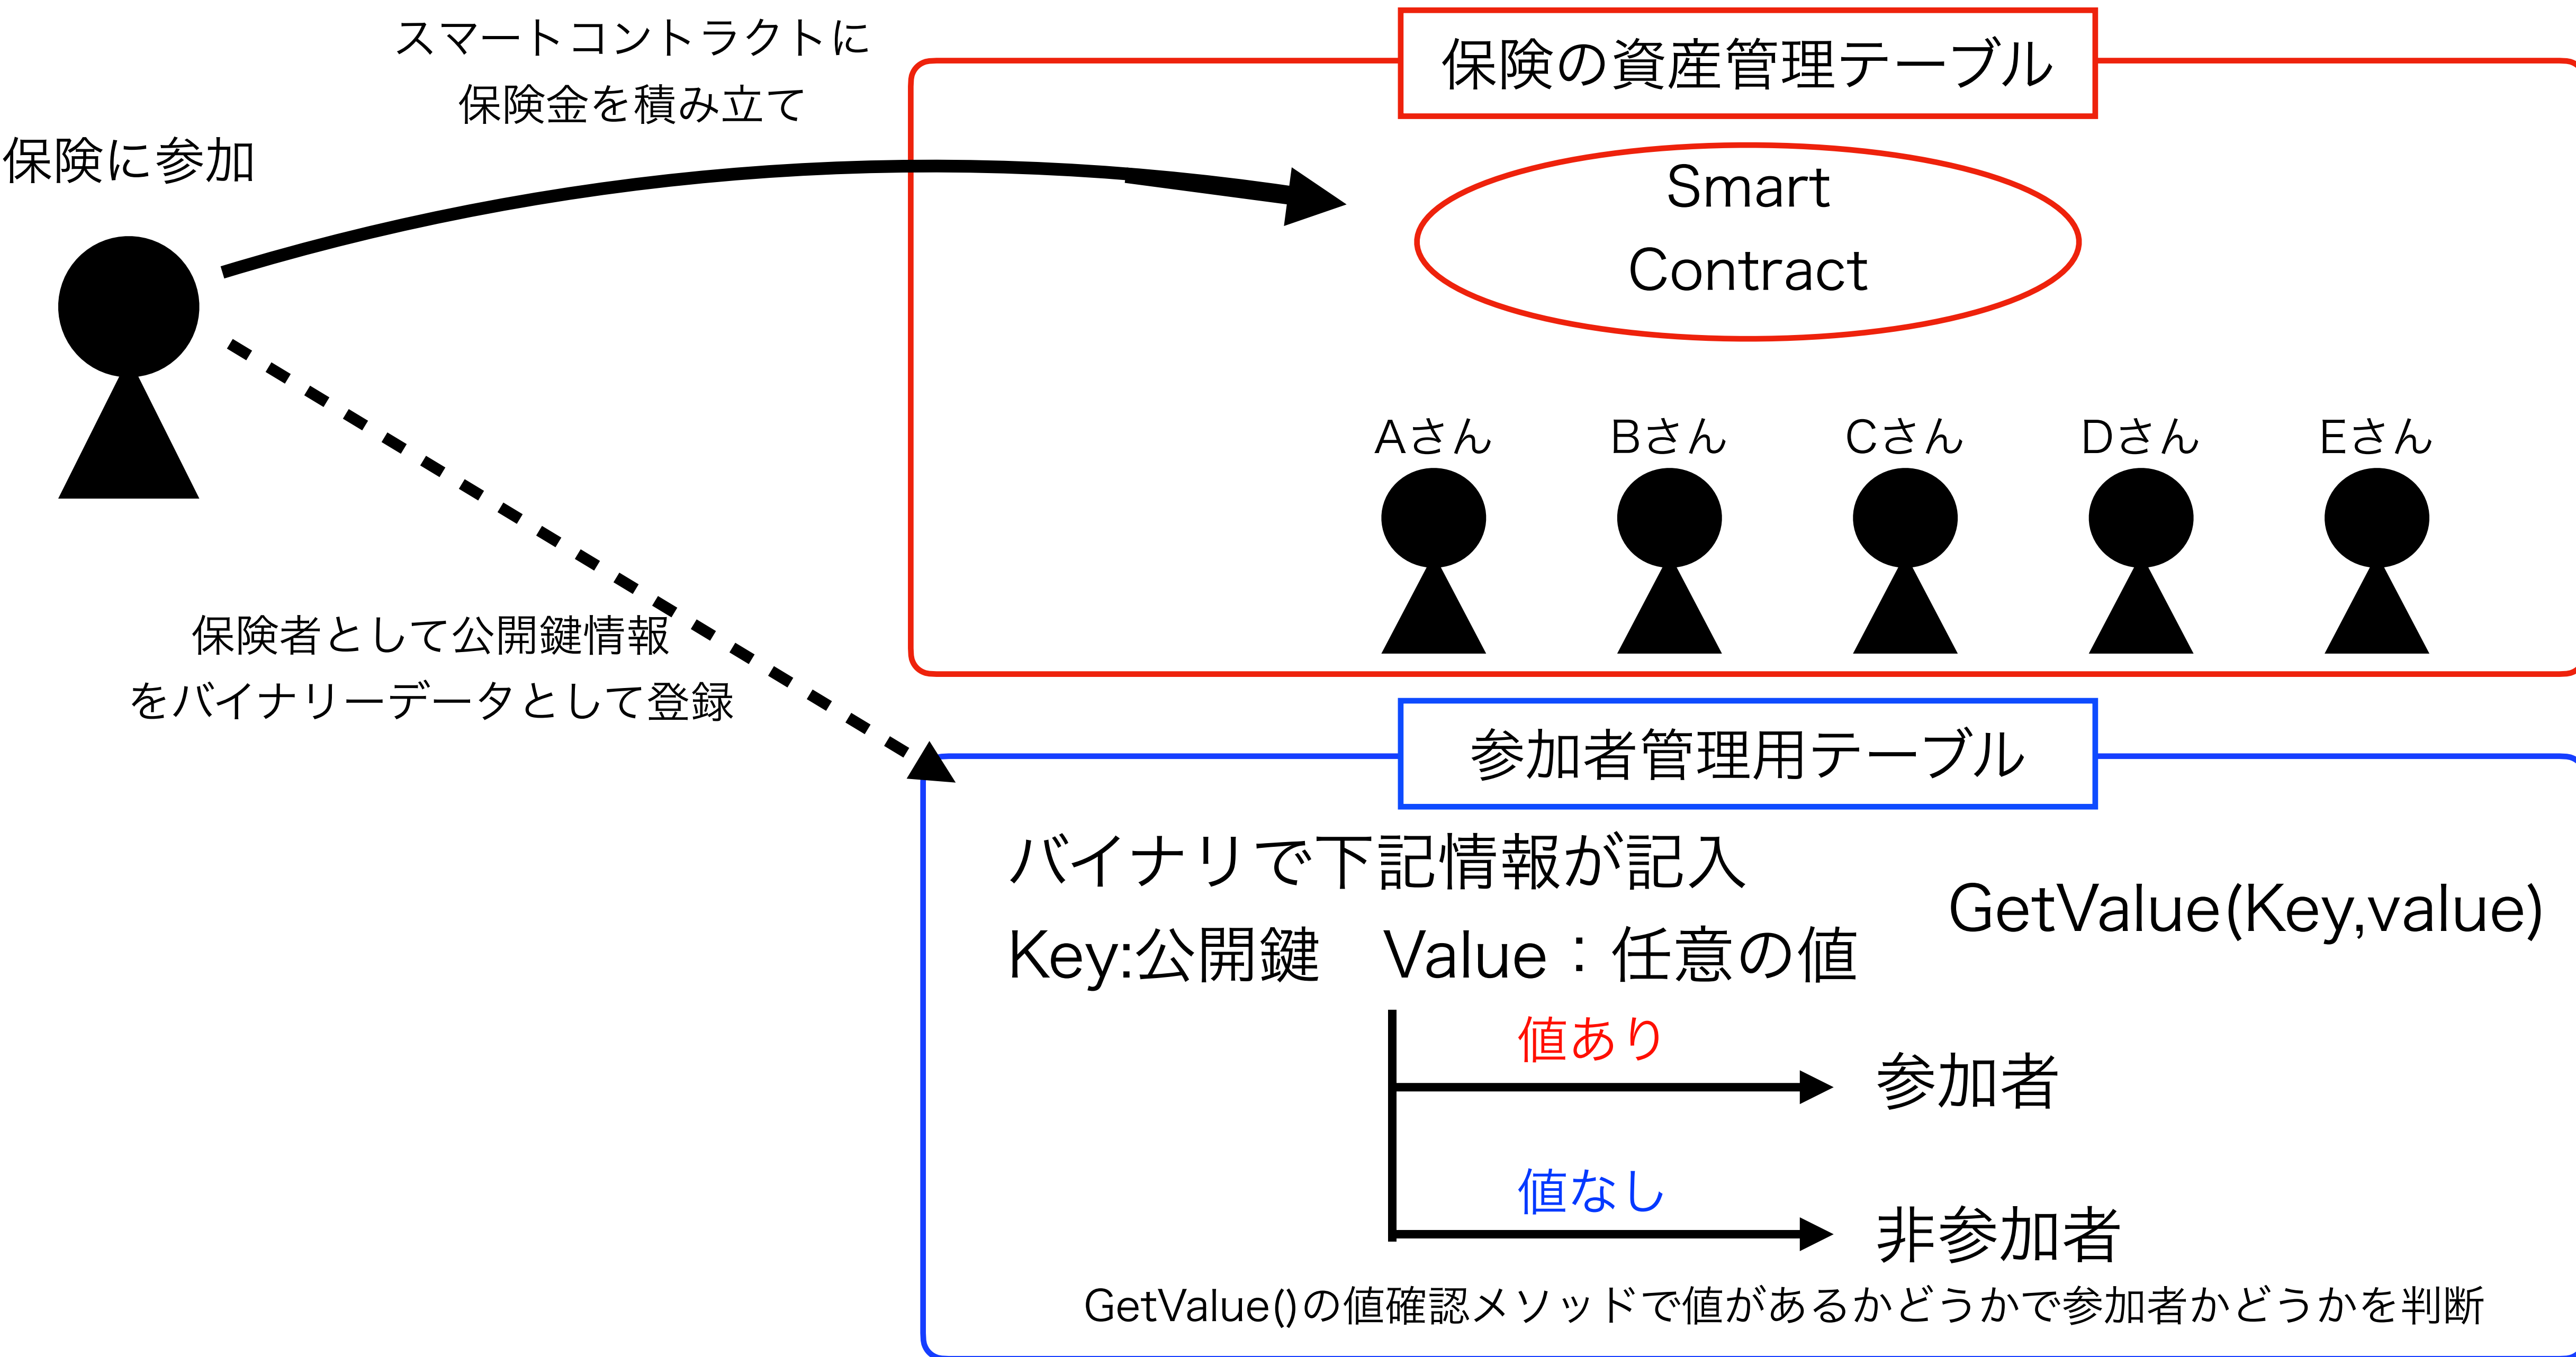 スマートコントラクトに
保険金を積み立て
保険に参加
保険の資産管理テーブル
Smart
Contract
Aさん
Bさん
Cさん
Dさん
Eさん
保険者として公開鍵情報
をバイナリーデータとして登録
参加者管理用テーブル
バイナリで下記情報が記入
Key:公開鍵　Value：任意の値
GetValue(Key,value)
値あり
参加者
値なし
非参加者
GetValue()の値確認メソッドで値があるかどうかで参加者かどうかを判断